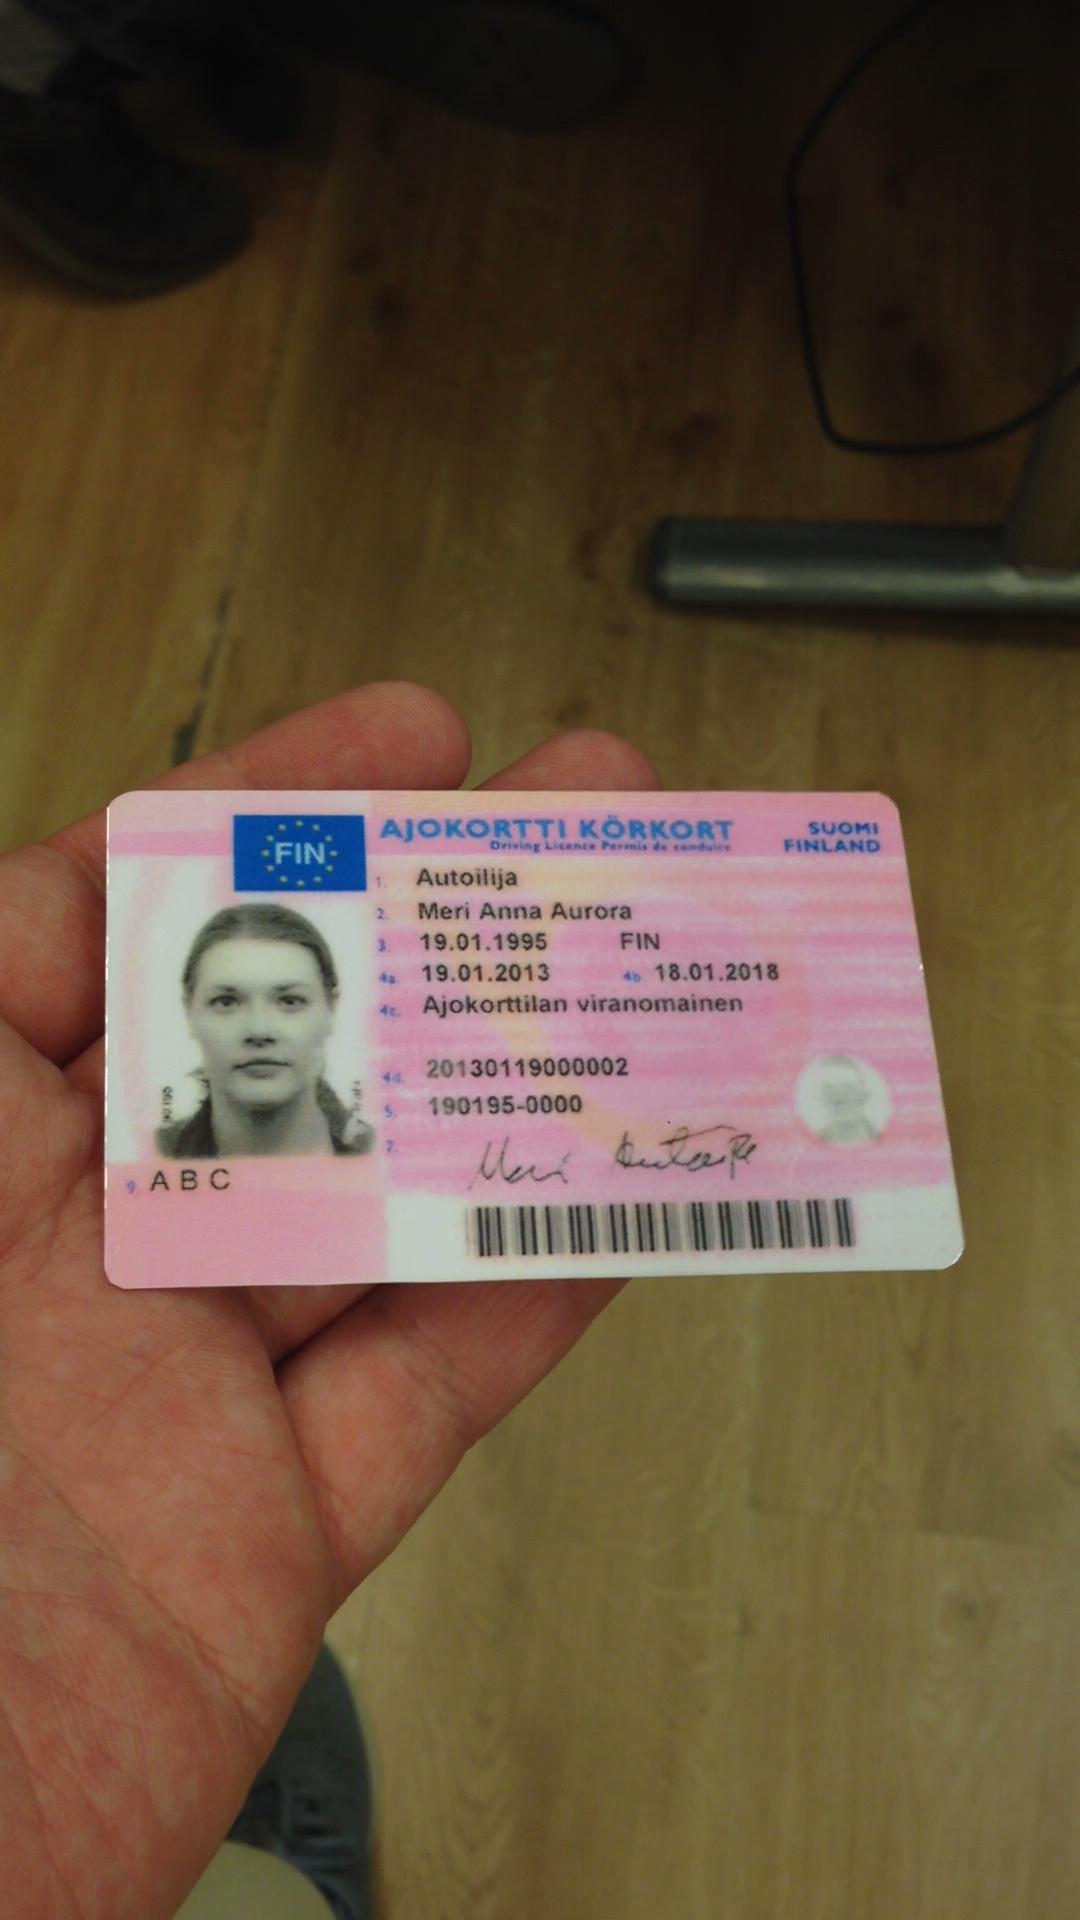 FIN
AJOKORTTI KÖRKORT
Driving Licence Permis de conduire
SUOMI
FINLAND
1. Autoilija
2. Meri Anna Aurora
3. 19.01.1995 FIN
4a. 19.01.2013 4b. 18.01.2018
4c. Ajokorttilan viranomainen
4d. 20130119000002
5. 190195-0000
7. Meri Autoilija
9. A B C